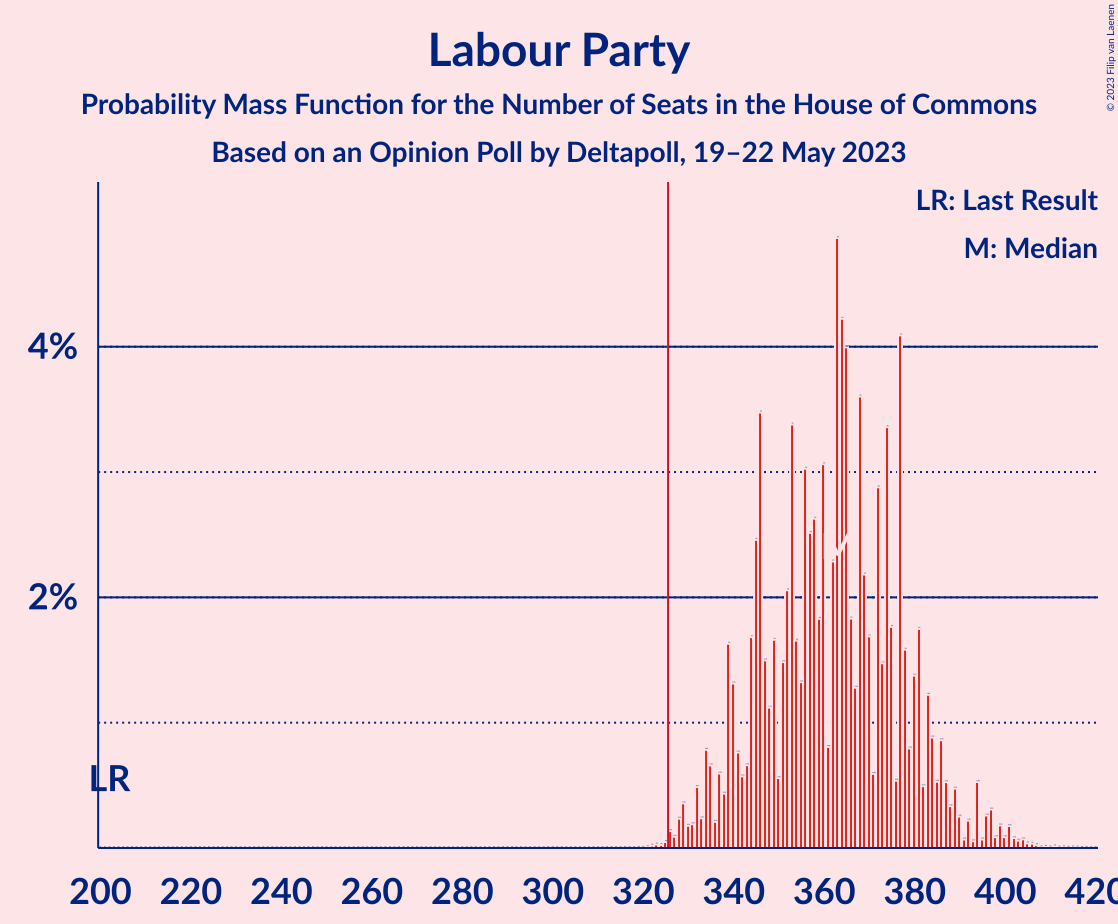 Labour Party
Probability Mass Function for the Number of Seats in the House of Commons
Based on an Opinion Poll by Deltapoll, 19–22 May 2023
© 2023 Filip van Laenen
LR: Last Result
M: Median
4%
2%
LR
200 220 240 260 280 300 320 340 360 380 400 420